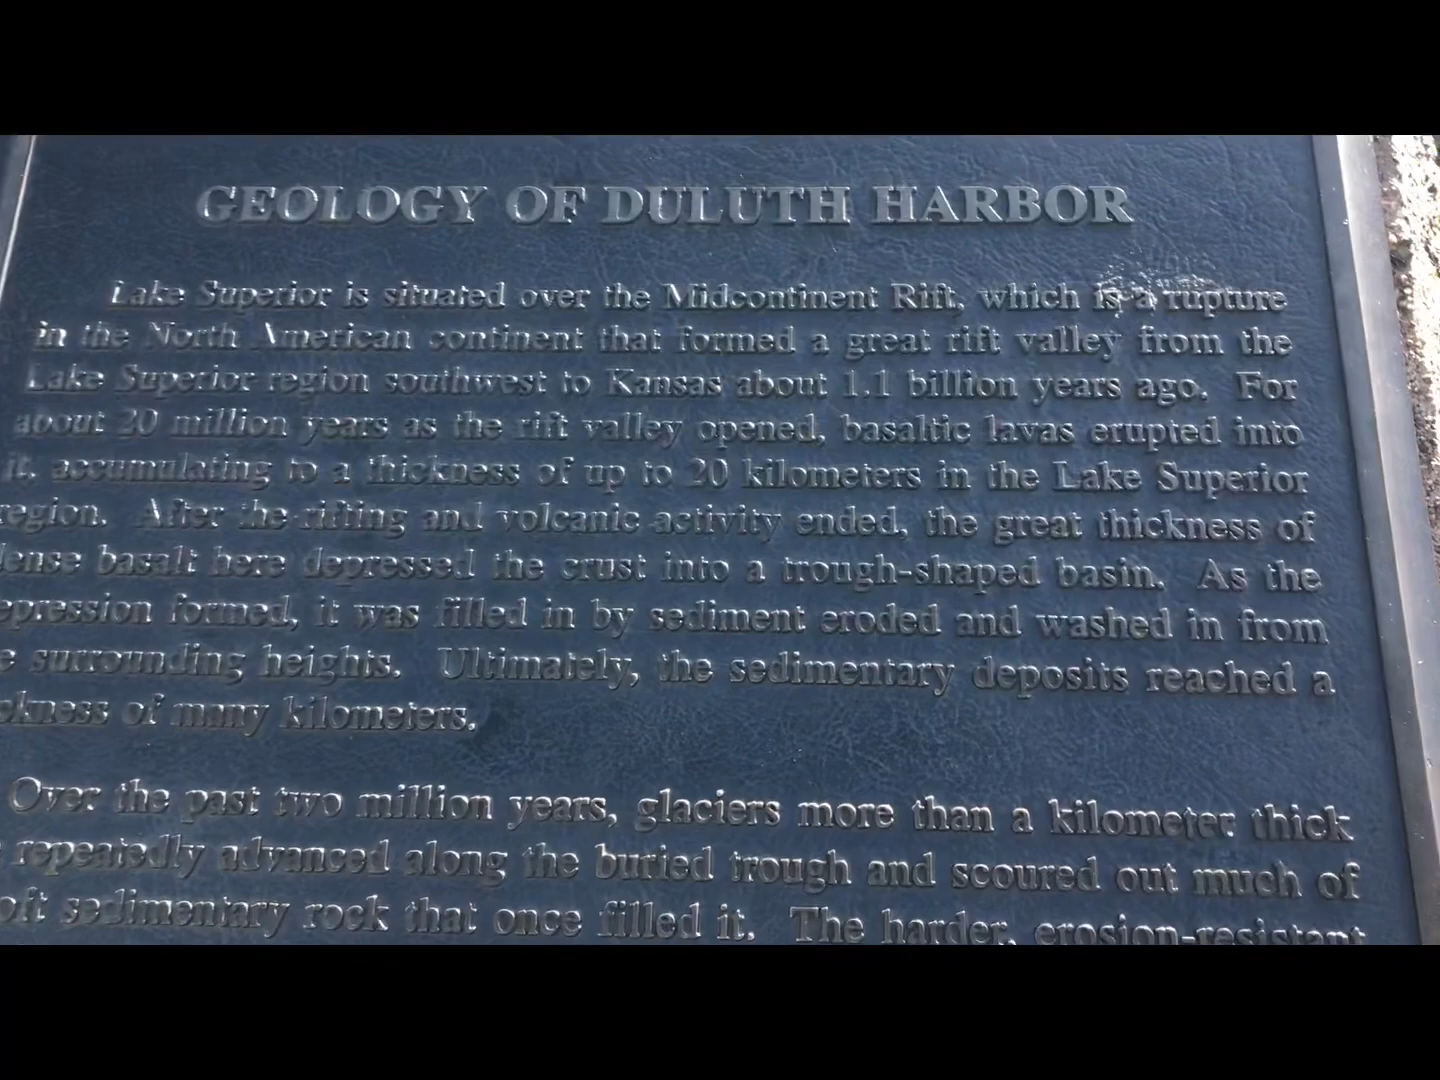 GEOLOGY OF DULUTH HARBOR
Lake Superior is situated over the Midcontinent Rift, which is a rupture
in the North American continent that formed a great rift valley from the
Lake Superior region southwest to Kansas about 1.1 billion years ago. For
about 20 million years as the rift valley opened, basaltic lavas erupted into
it, accumulating to a thickness of up to 20 kilometers in the Lake Superior
region. After the rifting and volcanic activity ended, the great thickness of
lense basalt here depressed the crust into a trough-shaped basin. As the
epression formed, it was filled in by sediment eroded and washed in from
e surrounding heights. Ultimately, the sedimentary deposits reached a
ckness of many kilometers.
Over the past two million years, glaciers more than a kilometer thick
repeatedly advanced along the buried trough and scoured out much of
oft sedimentary rock that once filled it. The harder, erosion-resistant